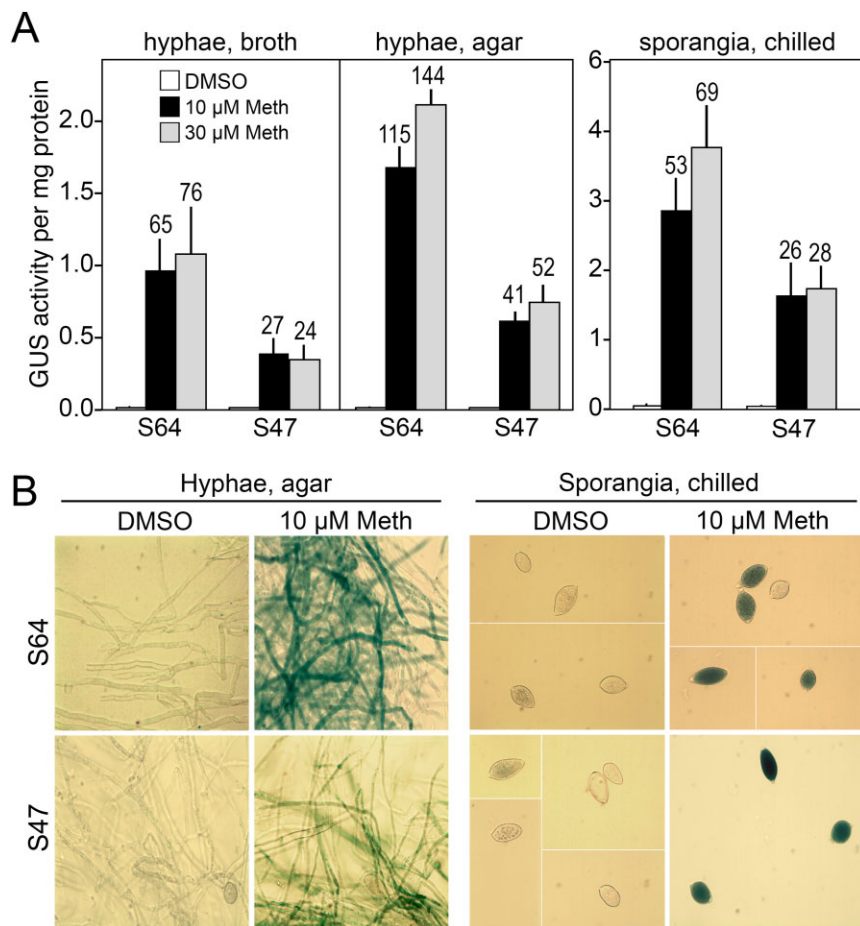 A
hyphae, broth
hyphae, agar
sporangia, chilled
GUS activity per mg protein
DMSO
10 µM Meth
30 µM Meth
2.0
1.5
1.0
0.5
0.0
65
76
27
24
115
144
41
52
6
4
3
2
1
0
53
69
26
28
S64
S47
S64
S47
S64
S47
B
Hyphae, agar
Sporangia, chilled
DMSO
10 µM Meth
DMSO
10 µM Meth
S64
S47